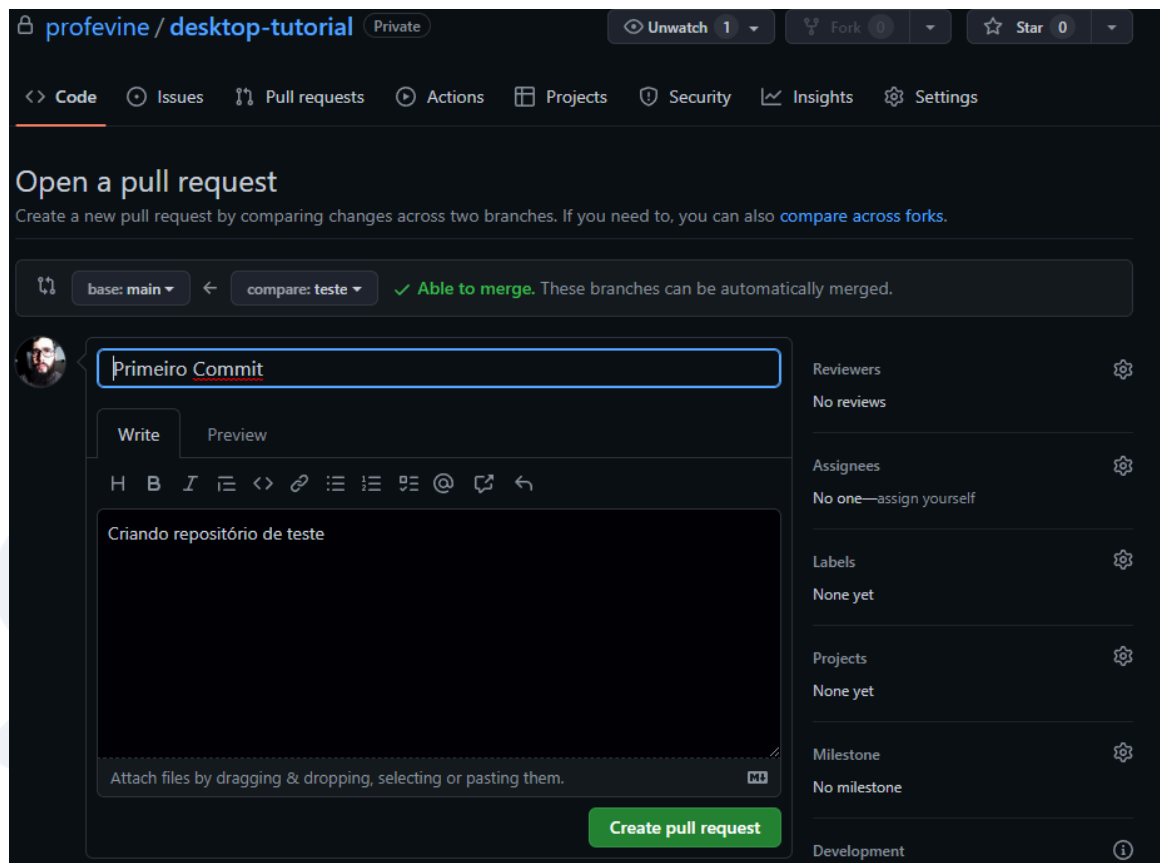 profevine / desktop-tutorial Private
Unwatch 1 Fork 0 Star 0
<> Code Issues Pull requests Actions Projects Security Insights Settings
Open a pull request
Create a new pull request by comparing changes across two branches. If you need to, you can also compare across forks.
base: main ← compare: teste ✓ Able to merge. These branches can be automatically merged.
Primeiro Commit
Write Preview
H B I <> @
Criando repositório de teste
Attach files by dragging & dropping, selecting or pasting them.
Create pull request
Reviewers
No reviews
Assignees
No one—assign yourself
Labels
None yet
Projects
None yet
Milestone
No milestone
Development